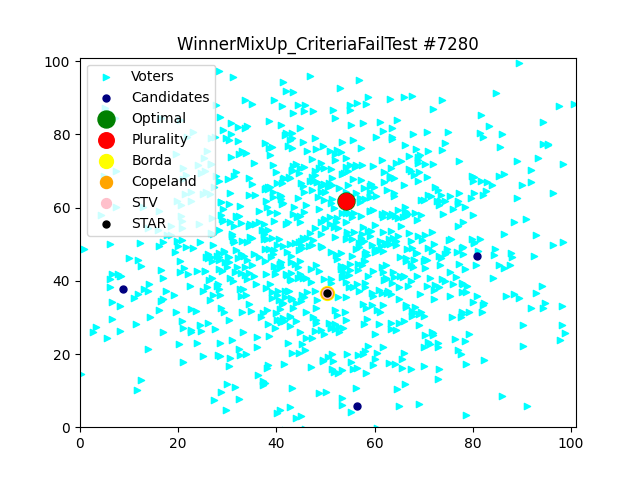 WinnerMixUp_CriteriaFailTest #7280
Voters
Candidates
Optimal
Plurality
Borda
Copeland
STV
STAR
100
80
60
40
20
0
0 20 40 60 80 100